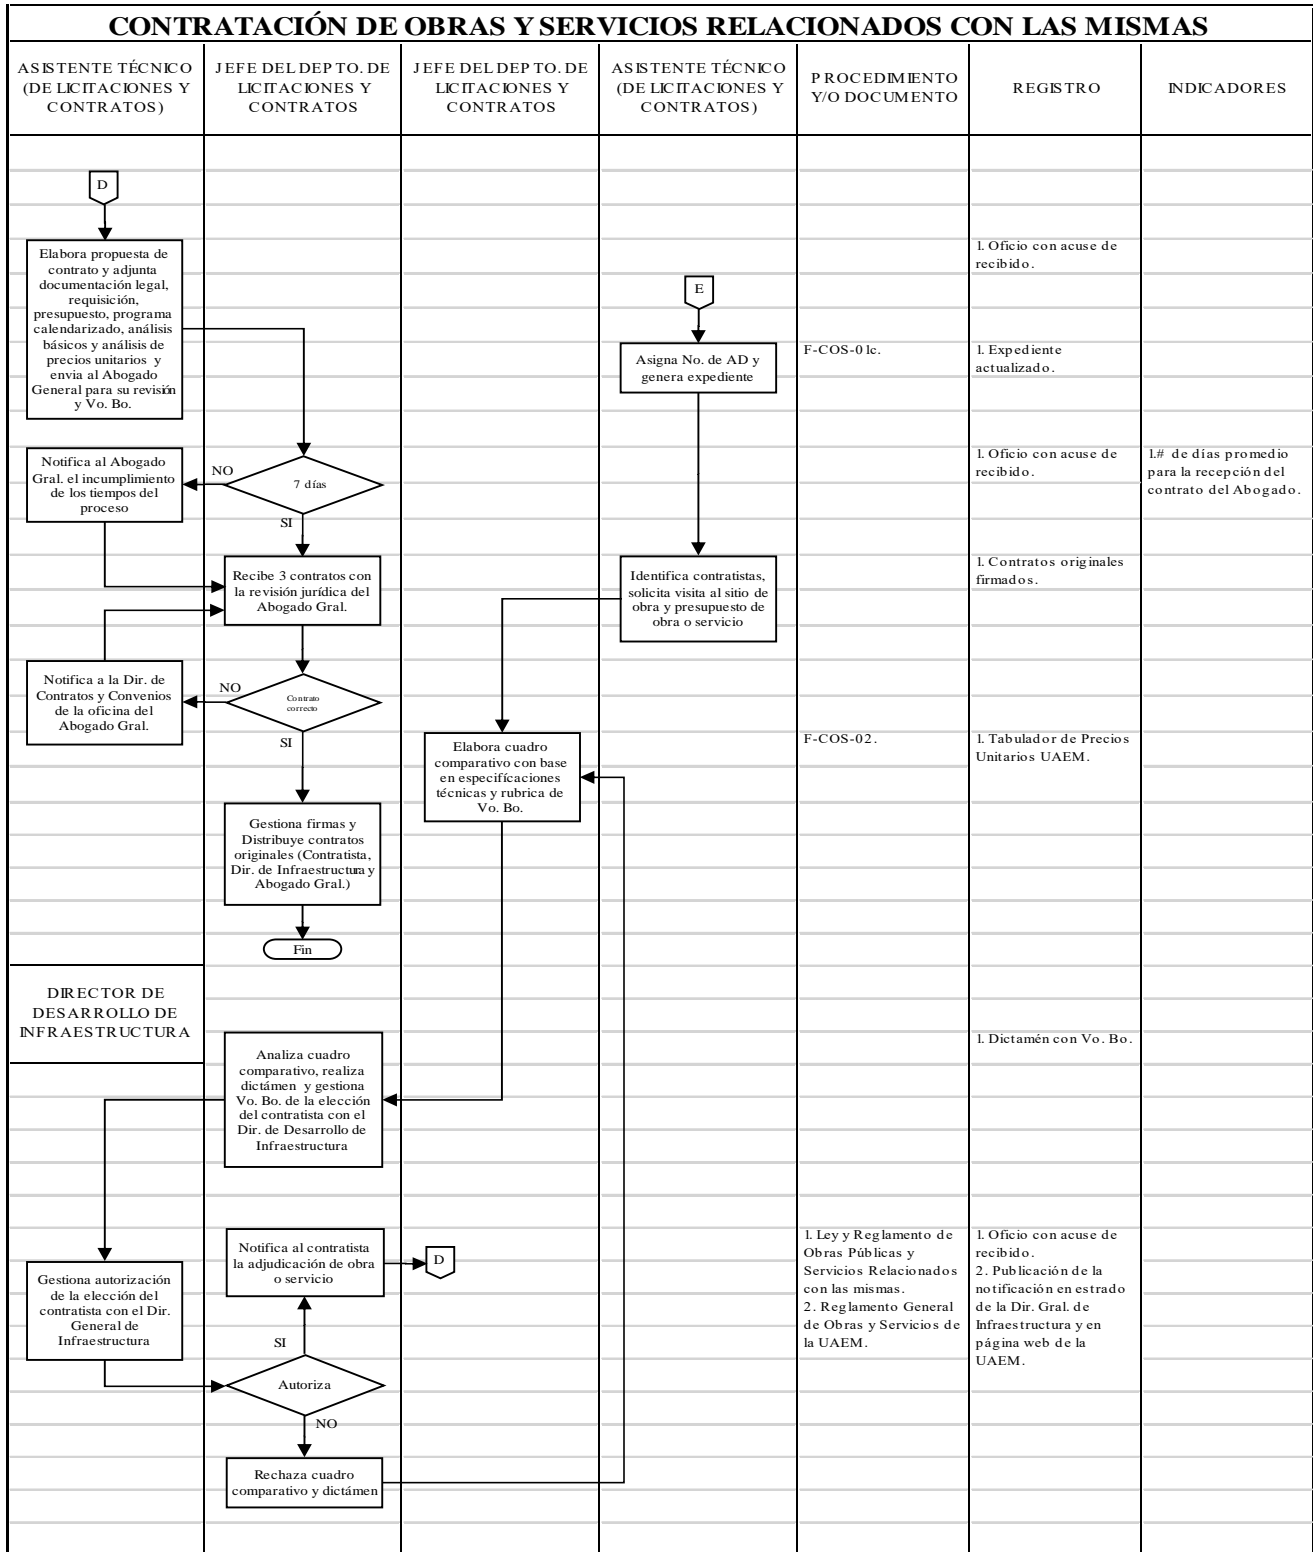 CONTRATACIÓN DE OBRAS Y SERVICIOS RELACIONADOS CON LAS MISMAS
ASISTENTE TÉCNICO
(DE LICITACIONES Y
CONTRATOS)
JEFE DEL DEPTO. DE
LICITACIONES Y
CONTRATOS
JEFE DEL DEPTO. DE
LICITACIONES Y
CONTRATOS
ASISTENTE TÉCNICO
(DE LICITACIONES Y
CONTRATOS)
PROCEDIMIENTO
Y/O DOCUMENTO
REGISTRO
INDICADORES
D
Elabora propuesta de
contrato y adjunta
documentación legal,
requisición,
presupuesto, programa
calendarizado, análisis
básicos y análisis de
precios unitarios y
envia al Abogado
General para su revisión
y Vo. Bo.
1. Oficio con acuse de
recibido.
E
Asigna No. de AD y
genera expediente
F-COS-01c.
1. Expediente
actualizado.
Notifica al Abogado
Gral. el incumplimiento
de los tiempos del
proceso
NO
7 días
SI
1. Oficio con acuse de
recibido.
1.# de días promedio
para la recepción del
contrato del Abogado.
Recibe 3 contratos con
la revisión jurídica del
Abogado Gral.
Identifica contratistas,
solicita visita al sitio de
obra y presupuesto de
obra o servicio
1. Contratos originales
firmados.
Notifica a la Dir. de
Contratos y Convenios
de la oficina del
Abogado Gral.
NO
Contrato
correcto
SI
Elabora cuadro
comparativo con base
en especifícaciones
técnicas y rubrica de
Vo. Bo.
F-COS-02.
1. Tabulador de Precios
Unitarios UAEM.
Gestiona firmas y
Distribuye contratos
originales (Contratista,
Dir. de Infraestructura y
Abogado Gral.)
Fin
DIRECTOR DE
DESARROLLO DE
INFRAESTRUCTURA
Analiza cuadro
comparativo, realiza
dictámen y gestiona
Vo. Bo. de la elección
del contratista con el
Dir. de Desarrollo de
Infraestructura
1. Dictamén con Vo. Bo.
Gestiona autorización
de la elección del
contratista con el Dir.
General de
Infraestructura
Notifica al contratista
la adjudicación de obra
o servicio
D
1. Ley y Reglamento de
Obras Públicas y
Servicios Relacionados
con las mismas.
2. Reglamento General
de Obras y Servicios de
la UAEM.
1. Oficio con acuse de
recibido.
2. Publicación de la
notificación en estrado
de la Dir. Gral. de
Infraestructura y en
página web de la
UAEM.
SI
Autoriza
NO
Rechaza cuadro
comparativo y dictámen